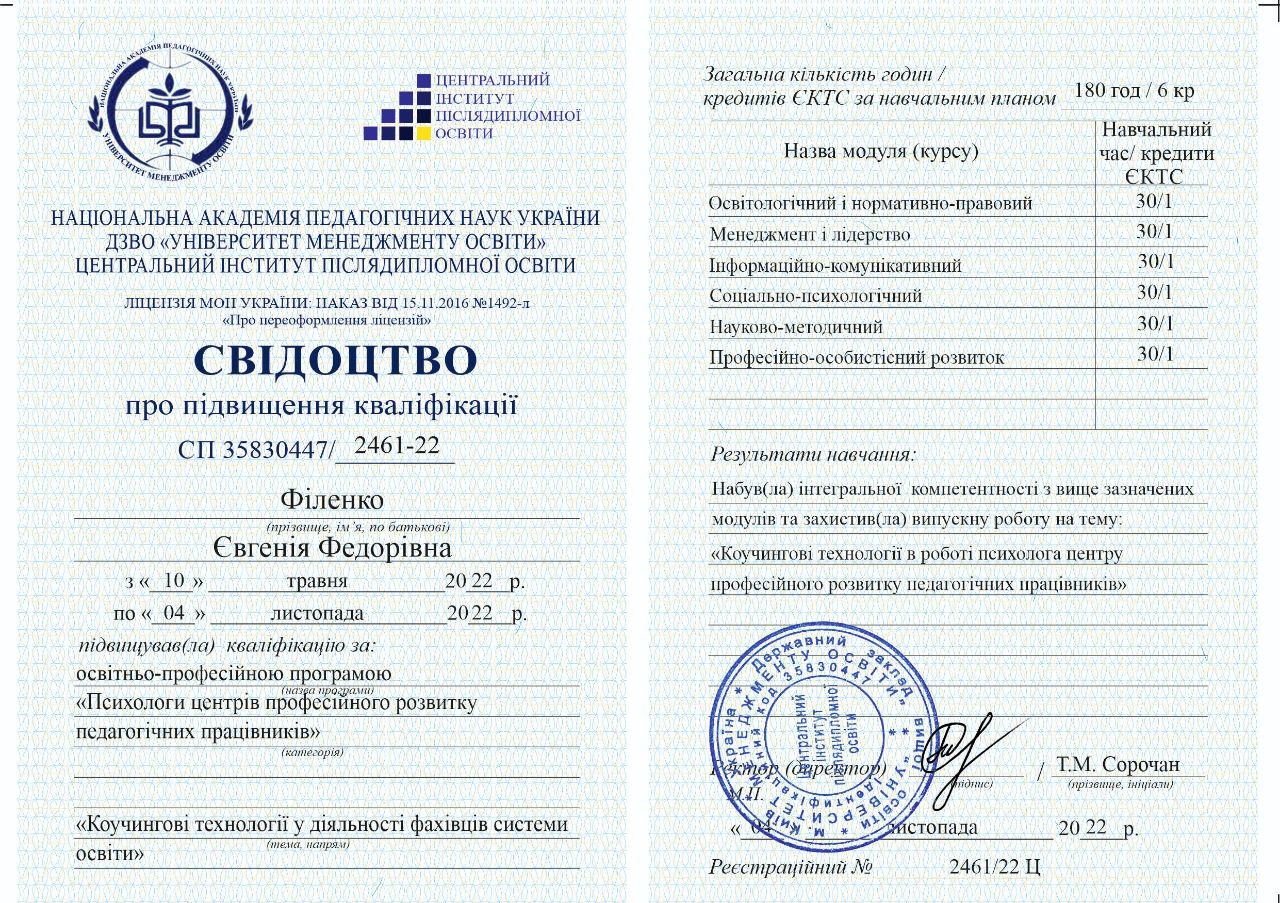 НАЦІОНАЛЬНА АКАДЕМІЯ ПЕДАГОГІЧНИХ НАУК УКРАЇНИ
УНІВЕРСИТЕТ МЕНЕДЖМЕНТУ ОСВІТИ
ЦЕНТРАЛЬНИЙ
ІНСТИТУТ
ПІСЛЯДИПЛОМНОЇ
ОСВІТИ
НАЦІОНАЛЬНА АКАДЕМІЯ ПЕДАГОГІЧНИХ НАУК УКРАЇНИ
ДЗВО «УНІВЕРСИТЕТ МЕНЕДЖМЕНТУ ОСВІТИ»
ЦЕНТРАЛЬНИЙ ІНСТИТУТ ПІСЛЯДИПЛОМНОЇ ОСВІТИ
ЛІЦЕНЗІЯ МОН УКРАЇНИ: НАКАЗ ВІД 15.11.2016 №1492-л
«Про переоформлення ліцензій»
СВІДОЦТВО
про підвищення кваліфікації
СП 35830447/ 2461-22
Філенко
(прізвище, ім’я, по батькові)
Євгенія Федорівна
з « 10 » травня 20 22 р.
по « 04 » листопада 20 22 р.
підвищував(ла) кваліфікацію за:
освітньо-професійною програмою
(назва програми)
«Психологи центрів професійного розвитку
педагогічних працівників»
(категорія)
«Коучингові технології у діяльності фахівців системи
освіти»
(тема, напрям)
Загальна кількість годин /
кредитів ЄКТС за навчальним планом 180 год / 6 кр
Назва модуля (курсу) Навчальний
час/ кредити
ЄКТС
Освітологічний і нормативно-правовий 30/1
Менеджмент і лідерство 30/1
Інформаційно-комунікативний 30/1
Соціально-психологічний 30/1
Науково-методичний 30/1
Професійно-особистісний розвиток 30/1
Результати навчання:
Набув(ла) інтегральної компетентності з вище зазначених
модулів та захистив(ла) випускну роботу на тему:
«Коучингові технології в роботі психолога центру
професійного розвитку педагогічних працівників»
Україна * Державний заклад вищої освіти * м. Київ
"УНІВЕРСИТЕТ МЕНЕДЖМЕНТУ ОСВІТИ"
Ідентифікаційний код 35830447
Центральний
інститут
післядипломної
освіти
Ректор (директор) / Т.М. Сорочан
(підпис) (прізвище, ініціали)
М.П.
« 04 листопада 20 22 р.
Реєстраційний № 2461/22 Ц